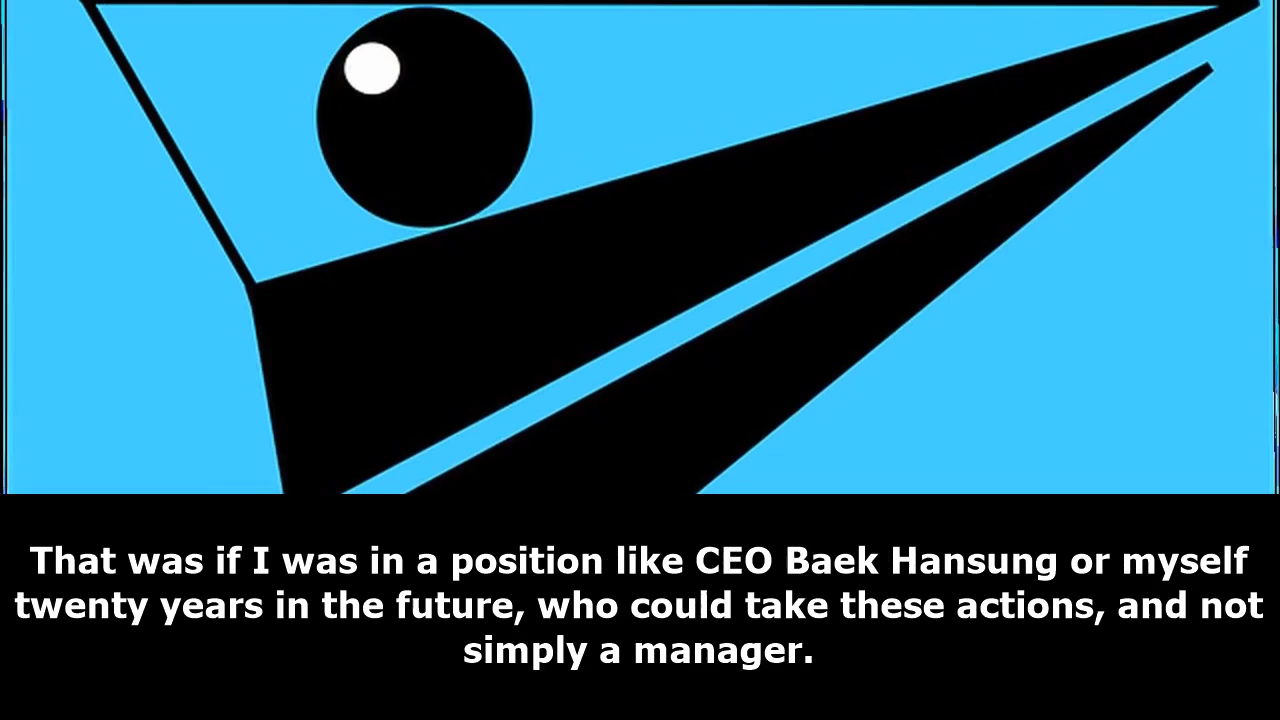 That was if I was in a position like CEO Baek Hansung or myself
twenty years in the future, who could take these actions, and not
simply a manager.